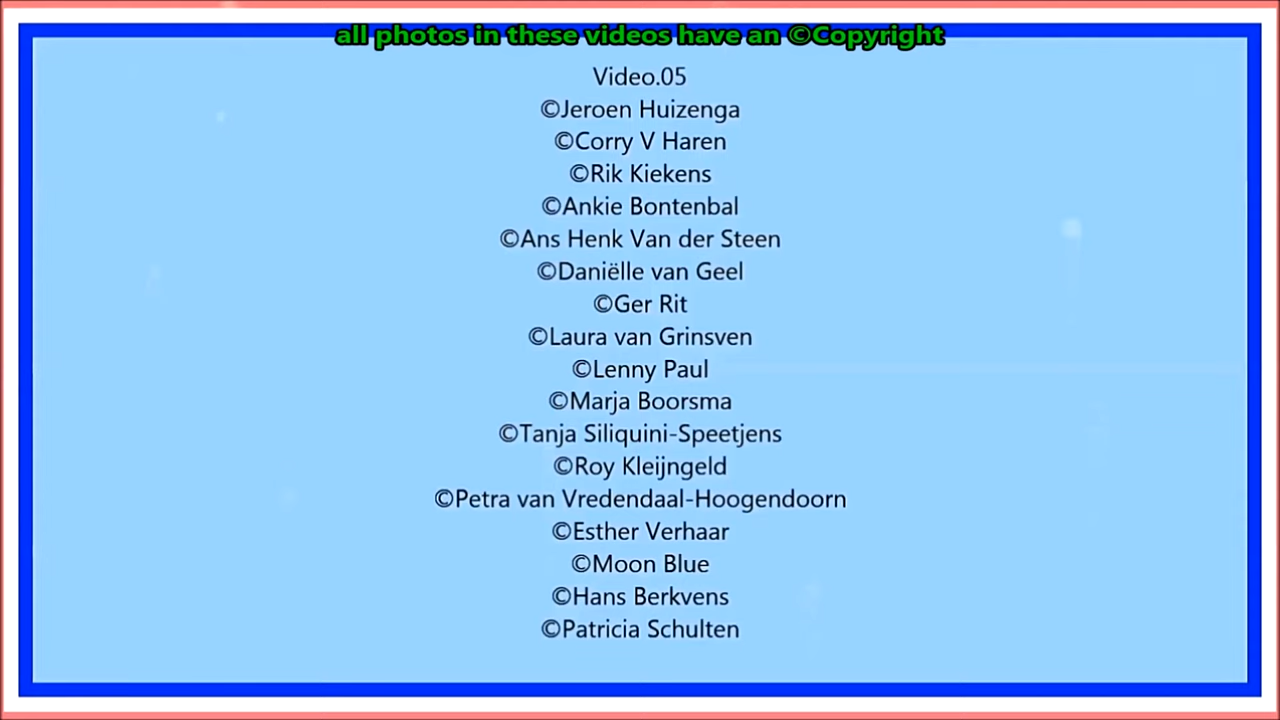 all photos in these videos have an ©Copyright
Video.05
©Jeroen Huizenga
©Corry V Haren
©Rik Kiekens
©Ankie Bontenbal
©Ans Henk Van der Steen
©Daniëlle van Geel
©Ger Rit
©Laura van Grinsven
©Lenny Paul
©Marja Boorsma
©Tanja Siliquini-Speetjens
©Roy Kleijngeld
©Petra van Vredendaal-Hoogendoorn
©Esther Verhaar
©Moon Blue
©Hans Berkvens
©Patricia Schulten